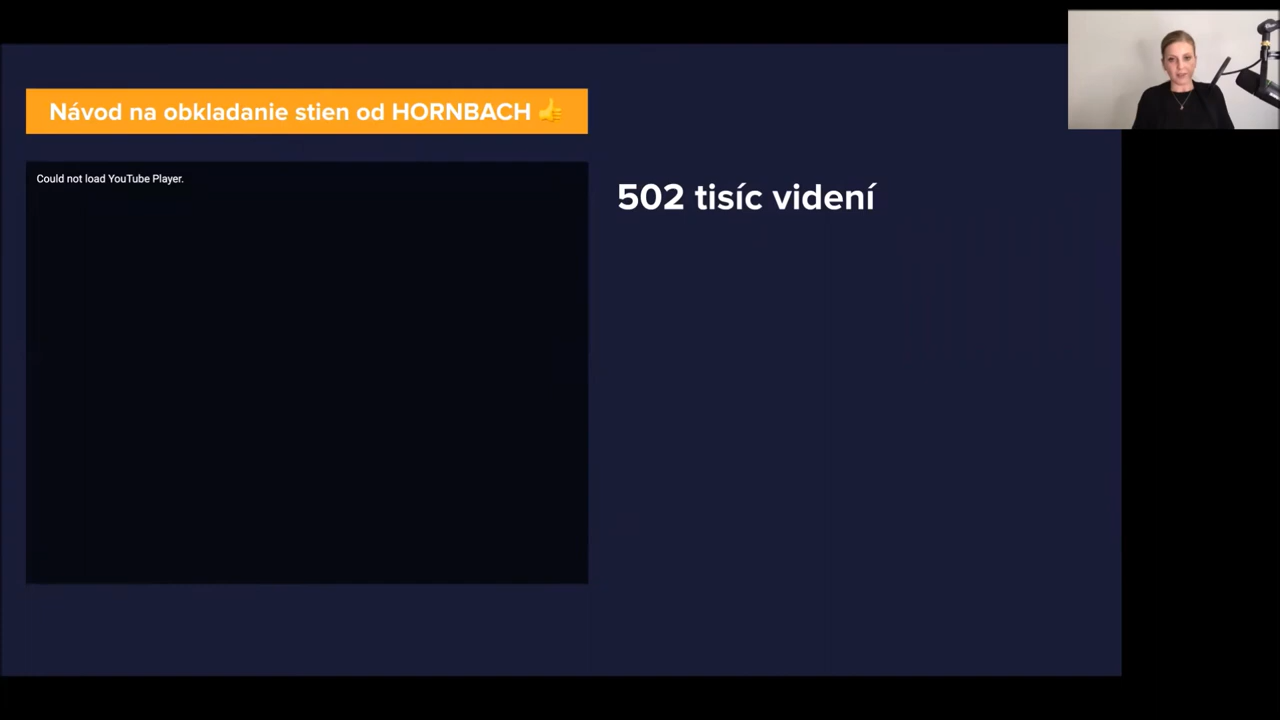 Návod na obkladanie stien od HORNBACH 👍
Could not load YouTube Player.
502 tisíc videní